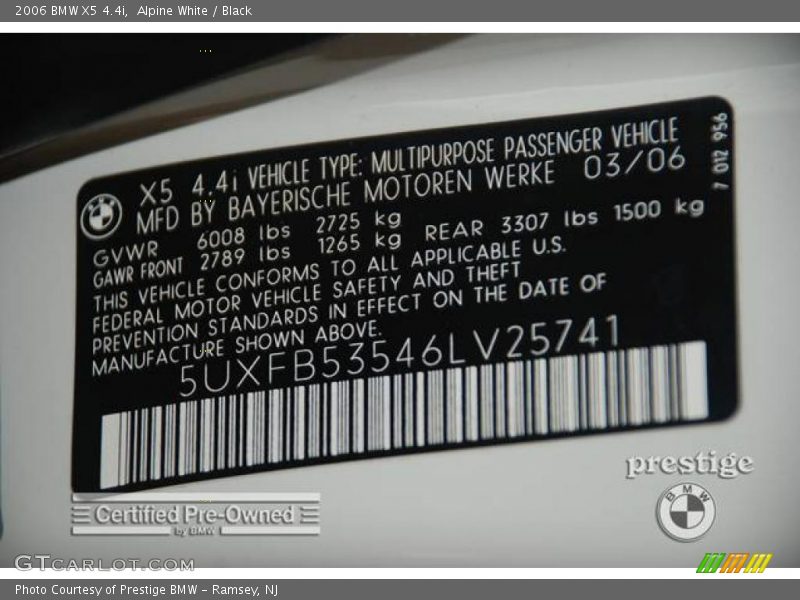 2006 BMW X5 4.4i,  Alpine White / Black
X5 4.4i VEHICLE TYPE: MULTIPURPOSE PASSENGER VEHICLE
MFD BY BAYERISCHE MOTOREN WERKE 03/06
7 012 956
GVWR 6008 lbs 2725 kg
GAWR FRONT 2789 lbs 1265 kg REAR 3307 lbs 1500 kg
THIS VEHICLE CONFORMS TO ALL APPLICABLE U.S.
FEDERAL MOTOR VEHICLE SAFETY AND THEFT
PREVENTION STANDARDS IN EFFECT ON THE DATE OF
MANUFACTURE SHOWN ABOVE.
5UXFB53546LV25741
prestige
BMW
Certified Pre-Owned
by BMW
GTcarlot.com
Photo Courtesy of Prestige BMW - Ramsey, NJ